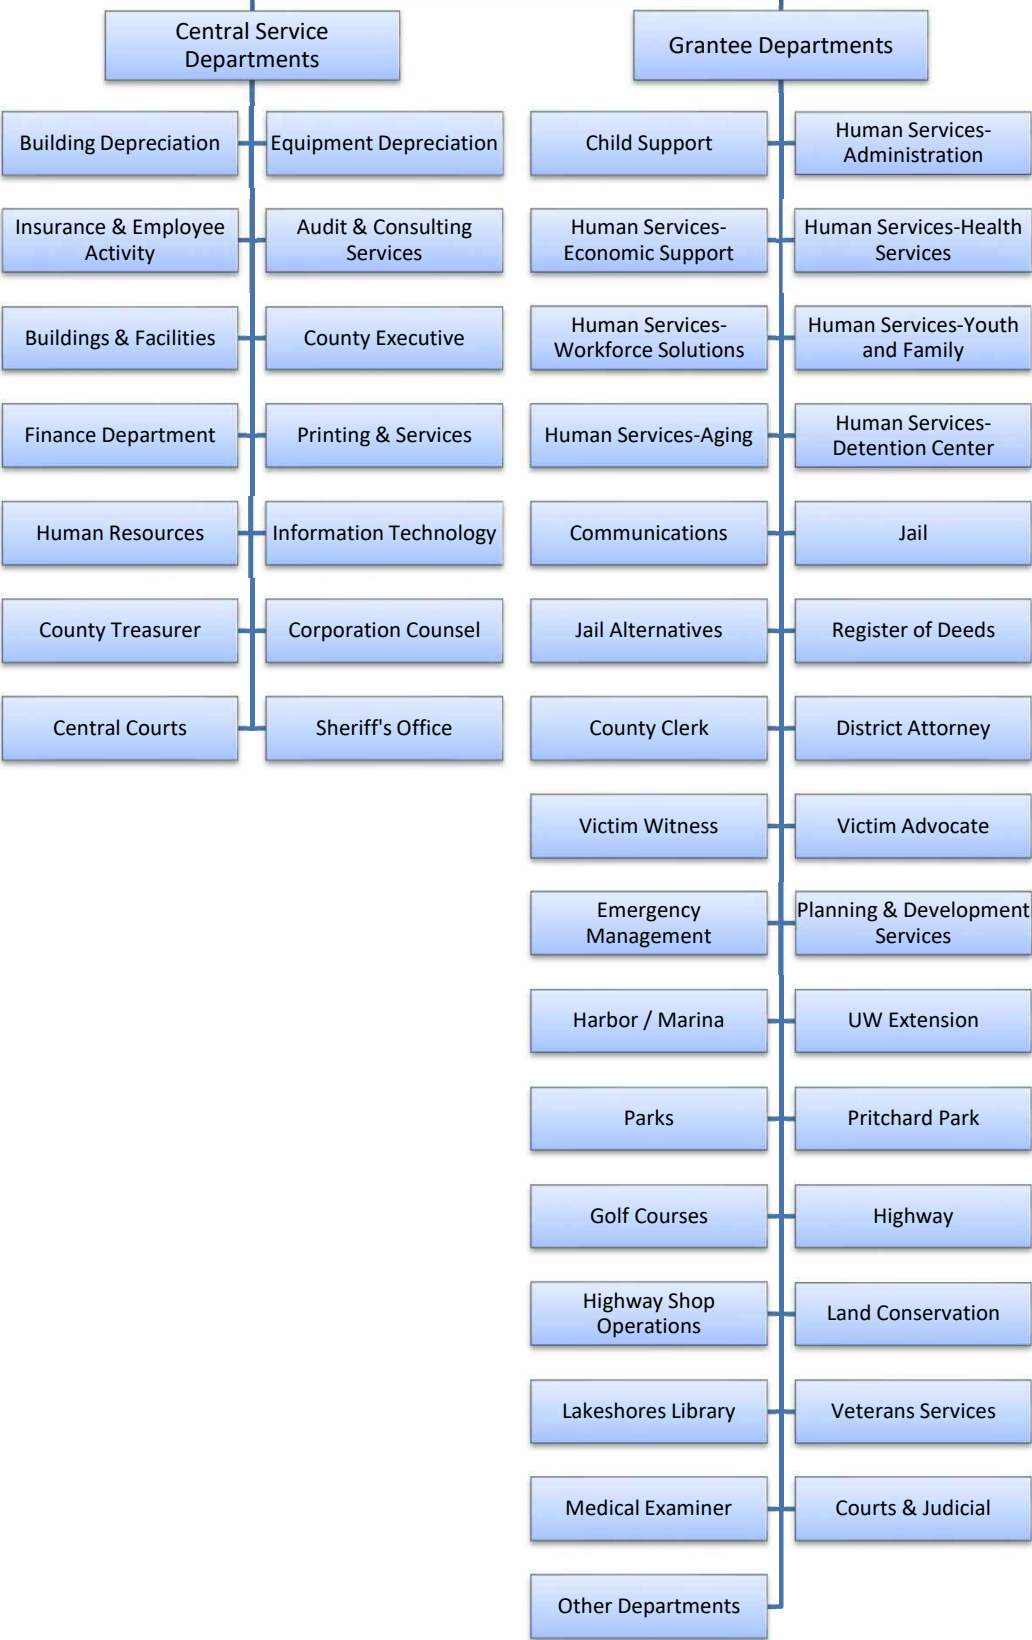 Central Service
Departments
Building Depreciation
Equipment Depreciation
Insurance & Employee
Activity
Audit & Consulting
Services
Buildings & Facilities
County Executive
Finance Department
Printing & Services
Human Resources
Information Technology
County Treasurer
Corporation Counsel
Central Courts
Sheriff's Office
Grantee Departments
Child Support
Human Services-
Administration
Human Services-
Economic Support
Human Services-Health
Services
Human Services-
Workforce Solutions
Human Services-Youth
and Family
Human Services-Aging
Human Services-
Detention Center
Communications
Jail
Jail Alternatives
Register of Deeds
County Clerk
District Attorney
Victim Witness
Victim Advocate
Emergency
Management
Planning & Development
Services
Harbor / Marina
UW Extension
Parks
Pritchard Park
Golf Courses
Highway
Highway Shop
Operations
Land Conservation
Lakeshores Library
Veterans Services
Medical Examiner
Courts & Judicial
Other Departments